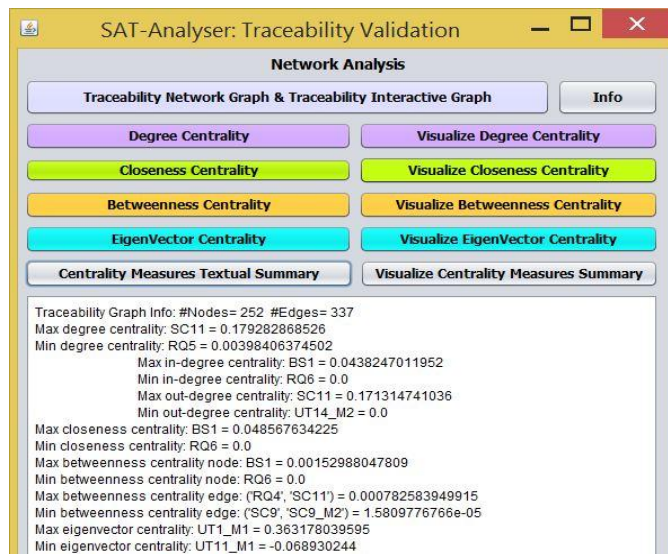 SAT-Analyser: Traceability Validation
Network Analysis
Traceability Network Graph & Traceability Interactive Graph
Info
Degree Centrality
Visualize Degree Centrality
Closeness Centrality
Visualize Closeness Centrality
Betweenness Centrality
Visualize Betweenness Centrality
EigenVector Centrality
Visualize EigenVector Centrality
Centrality Measures Textual Summary
Visualize Centrality Measures Summary
Traceability Graph Info: #Nodes= 252 #Edges= 337
Max degree centrality: SC11 = 0.179282868526
Min degree centrality: RQ5 = 0.00398406374502
Max in-degree centrality: BS1 = 0.0438247011952
Min in-degree centrality: RQ6 = 0.0
Max out-degree centrality: SC11 = 0.171314741036
Min out-degree centrality: UT14_M2 = 0.0
Max closeness centrality: BS1 = 0.048567634225
Min closeness centrality: RQ6 = 0.0
Max betweenness centrality node: BS1 = 0.00152988047809
Min betweenness centrality node: RQ6 = 0.0
Max betweenness centrality edge: ('RQ4', 'SC11') = 0.000782583949915
Min betweenness centrality edge: ('SC9', 'SC9_M2') = 1.5809776766e-05
Max eigenvector centrality: UT1_M1 = 0.363178039595
Min eigenvector centrality: UT11_M1 = -0.068930244